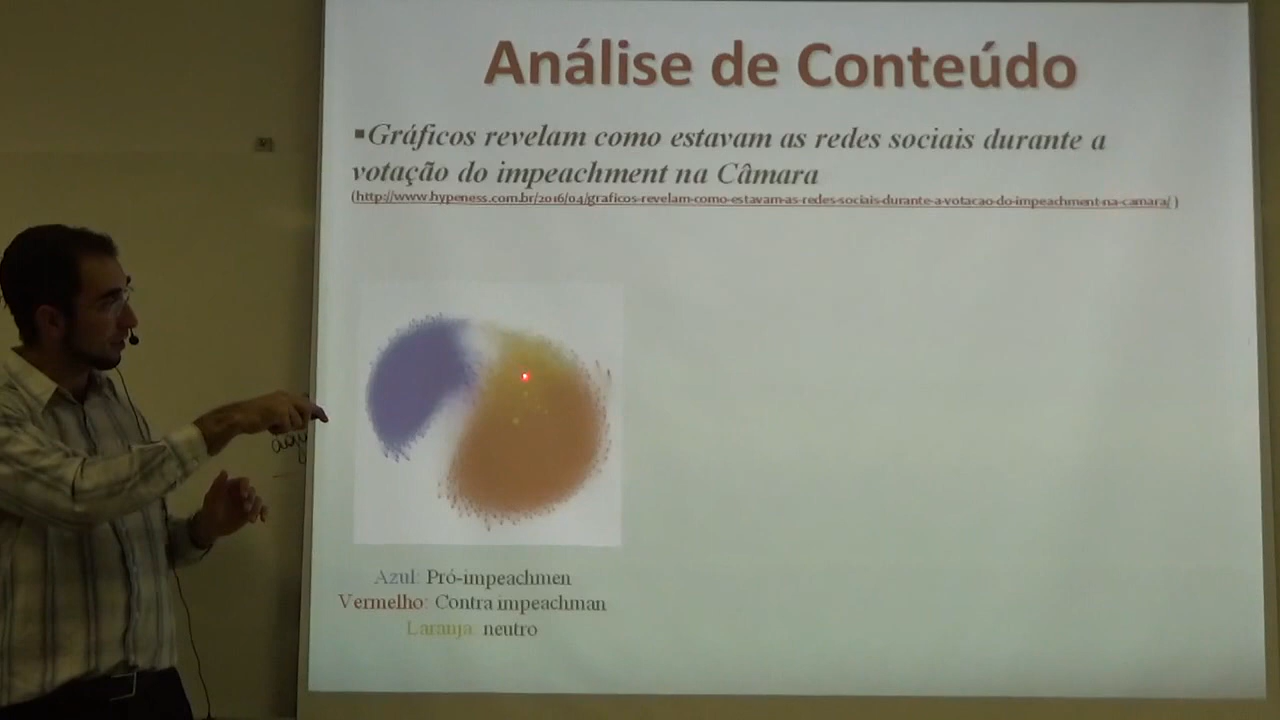 Análise de Conteúdo
▪Gráficos revelam como estavam as redes sociais durante a
votação do impeachment na Câmara
(http://www.hypeness.com.br/2016/04/graficos-revelam-como-estavam-as-redes-sociais-durante-a-votacao-do-impeachment-na-camara/ )
Azul: Pró-impeachmen
Vermelho: Contra impeachman
Laranja: neutro